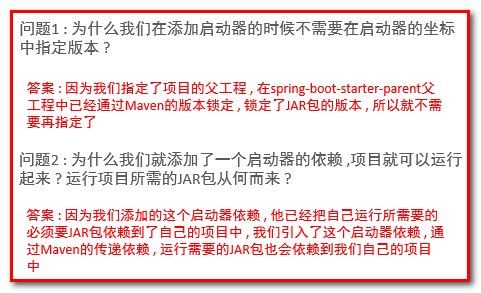 问题1 : 为什么我们在添加启动器的时候不需要在启动器的坐标
中指定版本 ?
答案 : 因为我们指定了项目的父工程 , 在spring-boot-starter-parent父
工程中已经通过Maven的版本锁定 , 锁定了JAR包的版本 , 所以就不需
要再指定了
问题2 : 为什么我们就添加了一个启动器的依赖 ,项目就可以运行
起来 ? 运行项目所需的JAR包从何而来 ?
答案 : 因为我们添加的这个启动器依赖 , 他已经把自己运行所需要的
必须要JAR包依赖到了自己的项目中 , 我们引入了这个启动器依赖 , 通
过Maven的传递依赖 , 运行需要的JAR包也会依赖到我们自己的项目
中